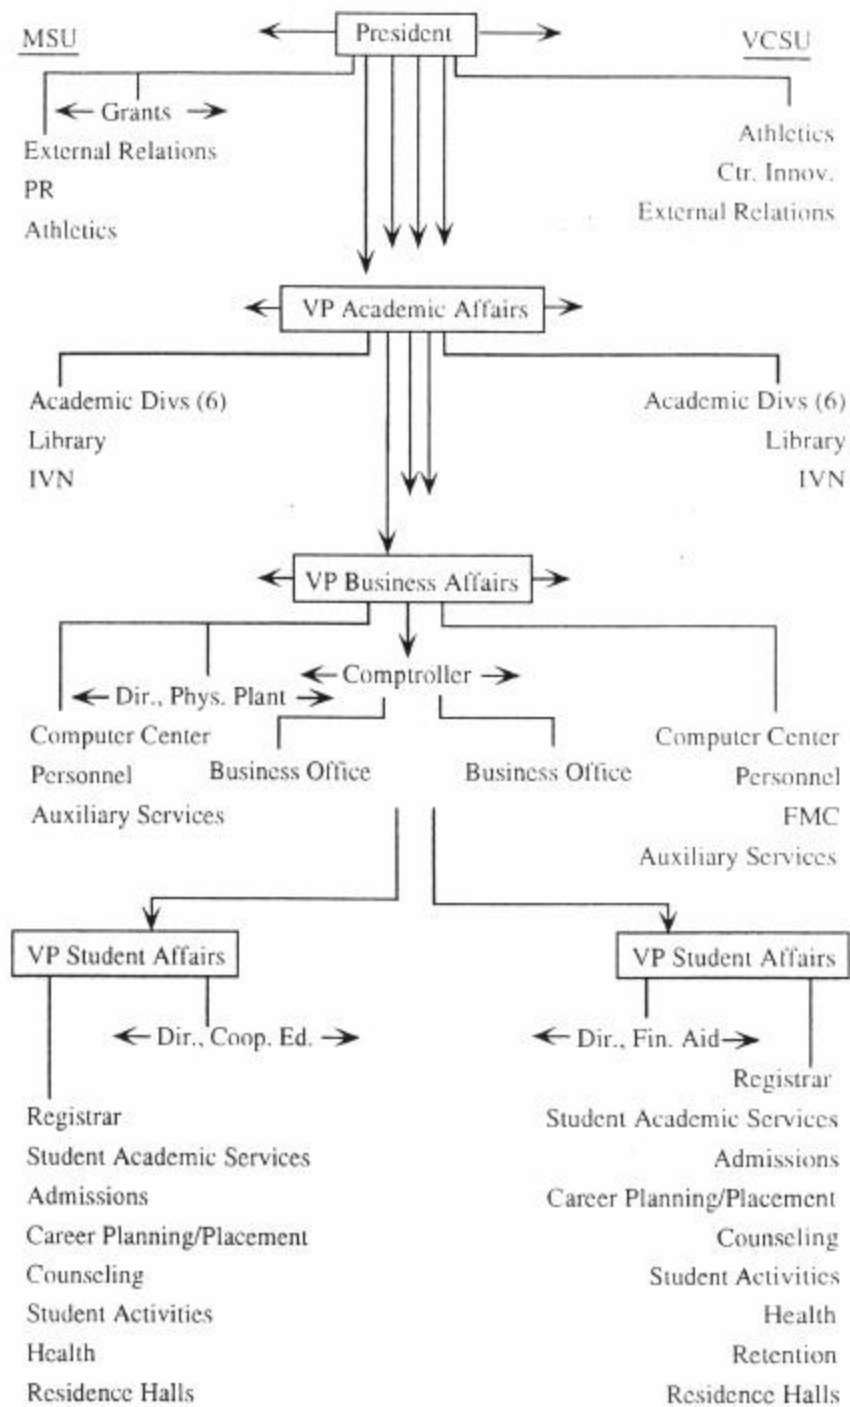 President
MSU
VCSU
Grants
External Relations
PR
Athletics
Athletics
Ctr. Innov.
External Relations
VP Academic Affairs
Academic Divs (6)
Library
IVN
Academic Divs (6)
Library
IVN
VP Business Affairs
Comptroller
Dir., Phys. Plant
Computer Center
Personnel
Auxiliary Services
Business Office
Business Office
Computer Center
Personnel
FMC
Auxiliary Services
VP Student Affairs
Dir., Coop. Ed.
Registrar
Student Academic Services
Admissions
Career Planning/Placement
Counseling
Student Activities
Health
Residence Halls
VP Student Affairs
Dir., Fin. Aid
Registrar
Student Academic Services
Admissions
Career Planning/Placement
Counseling
Student Activities
Health
Retention
Residence Halls